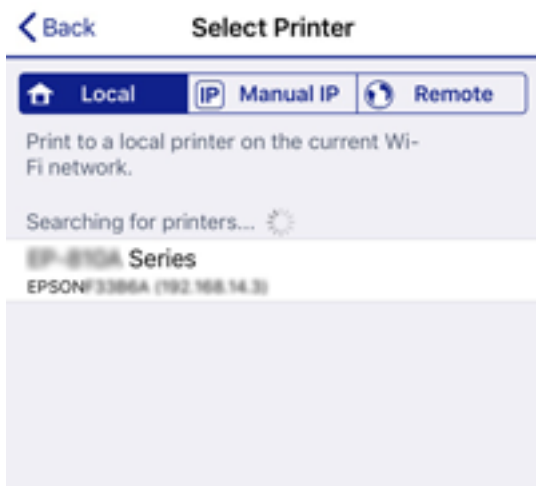 Back
Select Printer
Local
IP Manual IP
Remote
Print to a local printer on the current Wi-
Fi network.
Searching for printers...
Series
EPSON